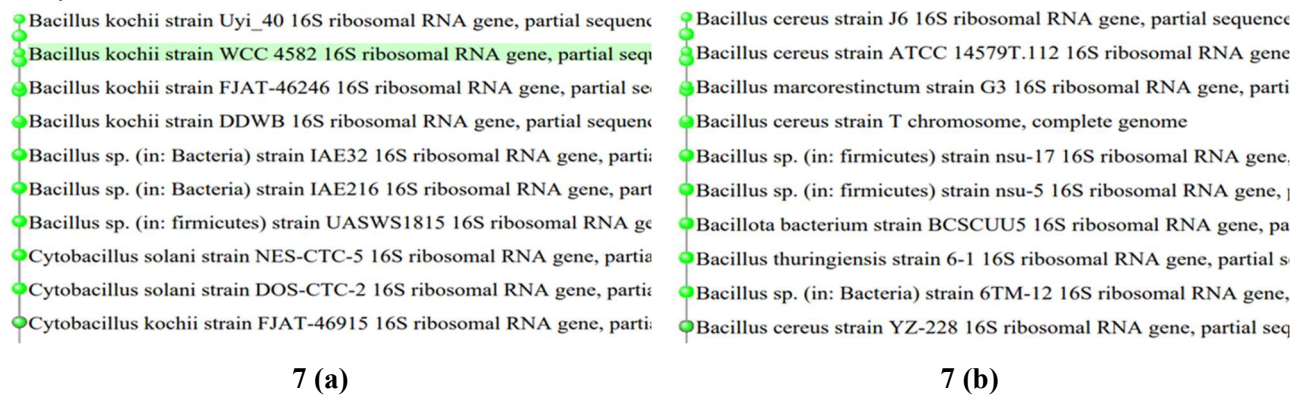 Bacillus kochii strain Uyi_40 16S ribosomal RNA gene, partial sequenc
Bacillus kochii strain WCC 4582 16S ribosomal RNA gene, partial sequ
Bacillus kochii strain FJAT-46246 16S ribosomal RNA gene, partial se
Bacillus kochii strain DDWB 16S ribosomal RNA gene, partial sequenc
Bacillus sp. (in: Bacteria) strain IAE32 16S ribosomal RNA gene, partia
Bacillus sp. (in: Bacteria) strain IAE216 16S ribosomal RNA gene, part
Bacillus sp. (in: firmicutes) strain UASWS1815 16S ribosomal RNA ge
Cytobacillus solani strain NES-CTC-5 16S ribosomal RNA gene, partia
Cytobacillus solani strain DOS-CTC-2 16S ribosomal RNA gene, partia
Cytobacillus kochii strain FJAT-46915 16S ribosomal RNA gene, partia
7 (a)
Bacillus cereus strain J6 16S ribosomal RNA gene, partial sequence
Bacillus cereus strain ATCC 14579T.112 16S ribosomal RNA gene
Bacillus marcorestinctum strain G3 16S ribosomal RNA gene, parti
Bacillus cereus strain T chromosome, complete genome
Bacillus sp. (in: firmicutes) strain nsu-17 16S ribosomal RNA gene,
Bacillus sp. (in: firmicutes) strain nsu-5 16S ribosomal RNA gene,
Bacillota bacterium strain BCSCUU5 16S ribosomal RNA gene, pa
Bacillus thuringiensis strain 6-1 16S ribosomal RNA gene, partial s
Bacillus sp. (in: Bacteria) strain 6TM-12 16S ribosomal RNA gene,
Bacillus cereus strain YZ-228 16S ribosomal RNA gene, partial seq
7 (b)